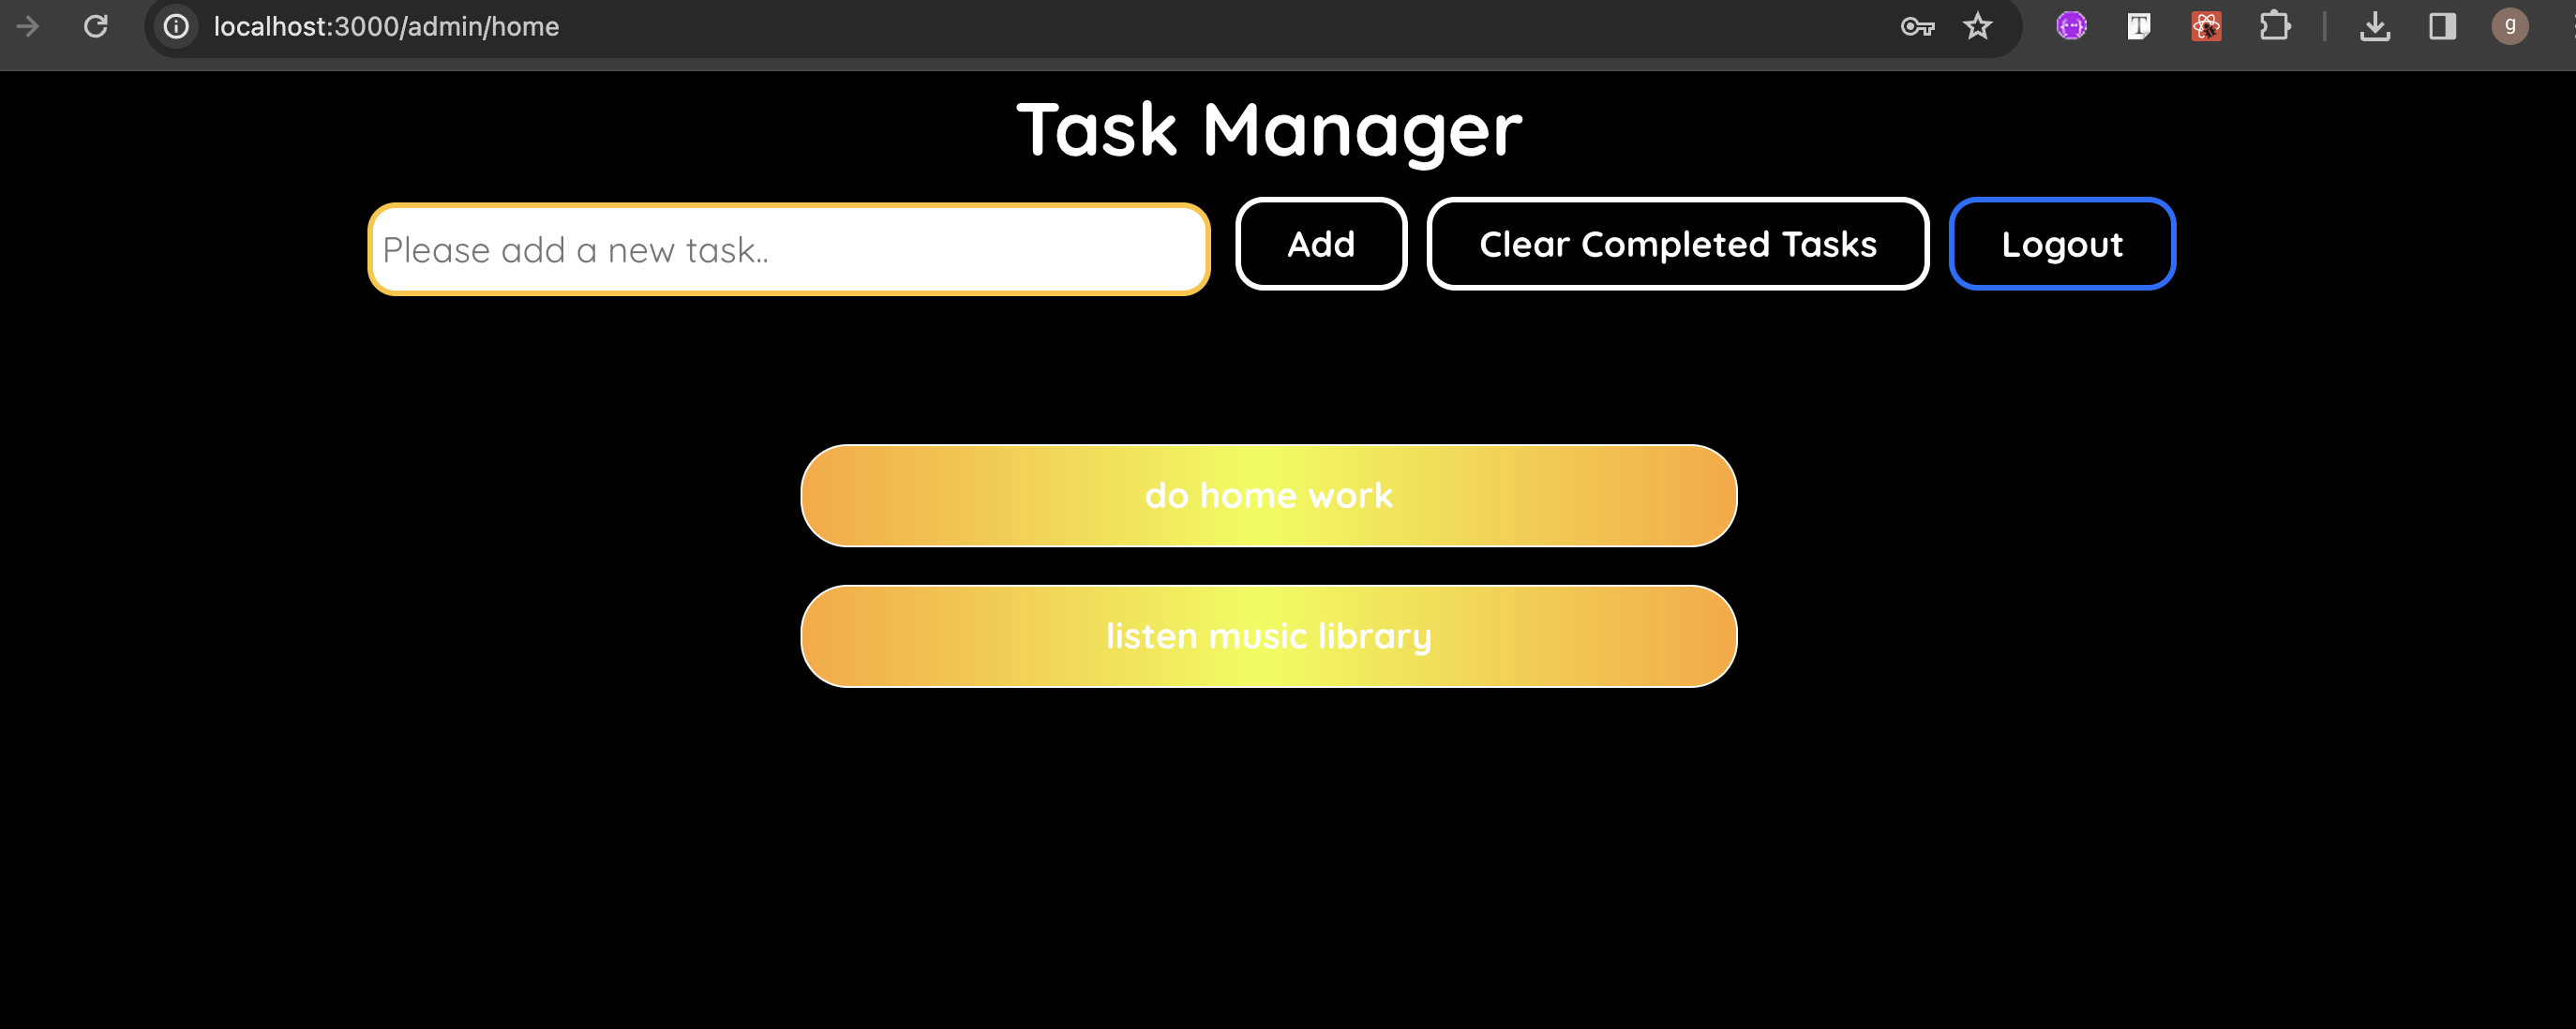 localhost:3000/admin/home
g
Task Manager
Please add a new task..
Add
Clear Completed Tasks
Logout
do home work
listen music library